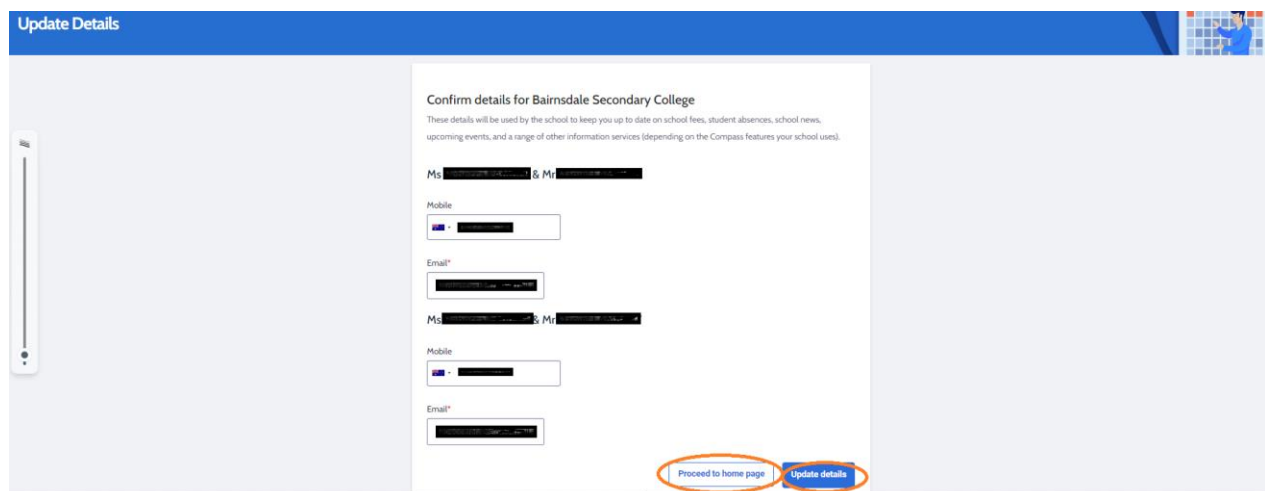 Update Details
Confirm details for Bairnsdale Secondary College
These details will be used by the school to keep you up to date on school fees, student absences, school news,
upcoming events, and a range of other information services (depending on the Compass features your school uses).
Ms & Mr
Mobile
Email*
Ms & Mr
Mobile
Email*
Proceed to home page Update details